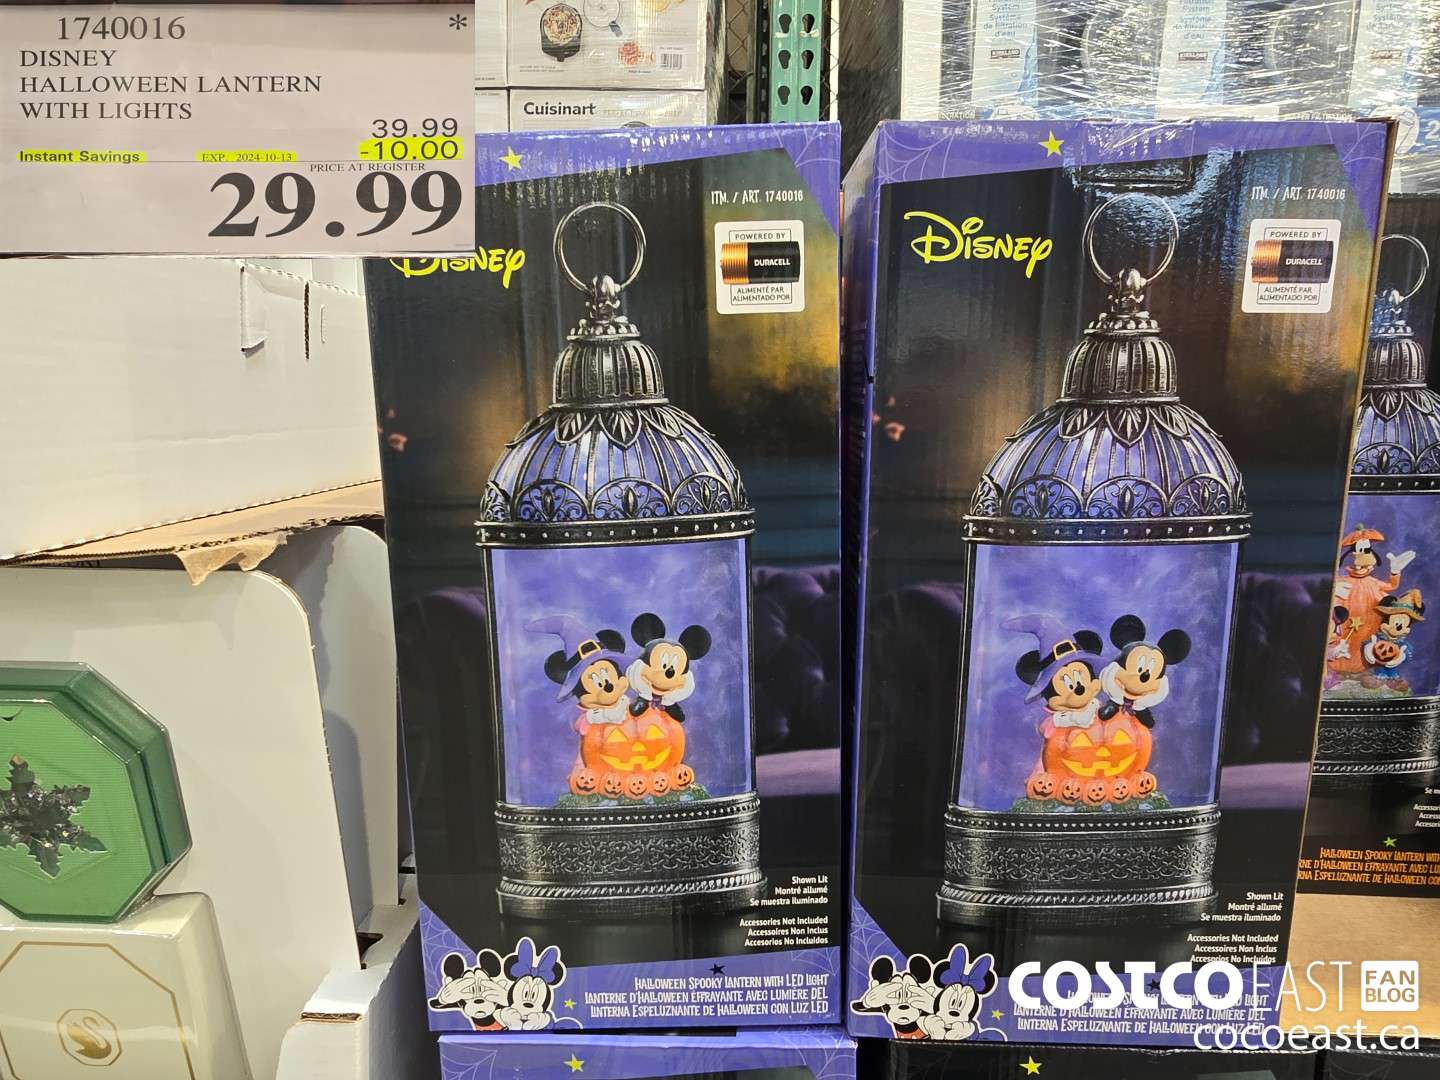 1740016 *
DISNEY
HALLOWEEN LANTERN
WITH LIGHTS
39.99
Instant Savings EXP. 2024-10-13 -10.00
PRICE AT REGISTER
29.99
Cuisinart
KIRKLAND
KIRKLAND
ITM. / ART. 1740016
Disney
POWERED BY
DURACELL
ALIMENTÉ PAR
ALIMENTADO POR
Shown Lit
Montré allumé
Se muestra iluminado
Accessories Not Included
Accessoires Non Inclus
Accesorios No Incluidos
Halloween Spooky Lantern with LED Light
Lanterne d'Halloween effrayante avec lumière DEL
Linterna Espeluznante de Halloween con luz LED
ITM. / ART. 1740016
Disney
POWERED BY
DURACELL
ALIMENTÉ PAR
ALIMENTADO POR
Shown Lit
Montré allumé
Se muestra iluminado
Accessories Not Included
Accessoires Non Inclus
Accesorios No Incluidos
Lanterne d'Halloween effrayante avec lumière DEL
Linterna Espeluznante de Halloween con luz LED
Halloween Spooky Lantern with
COSTCO EAST FAN BLOG
cocoeast.ca